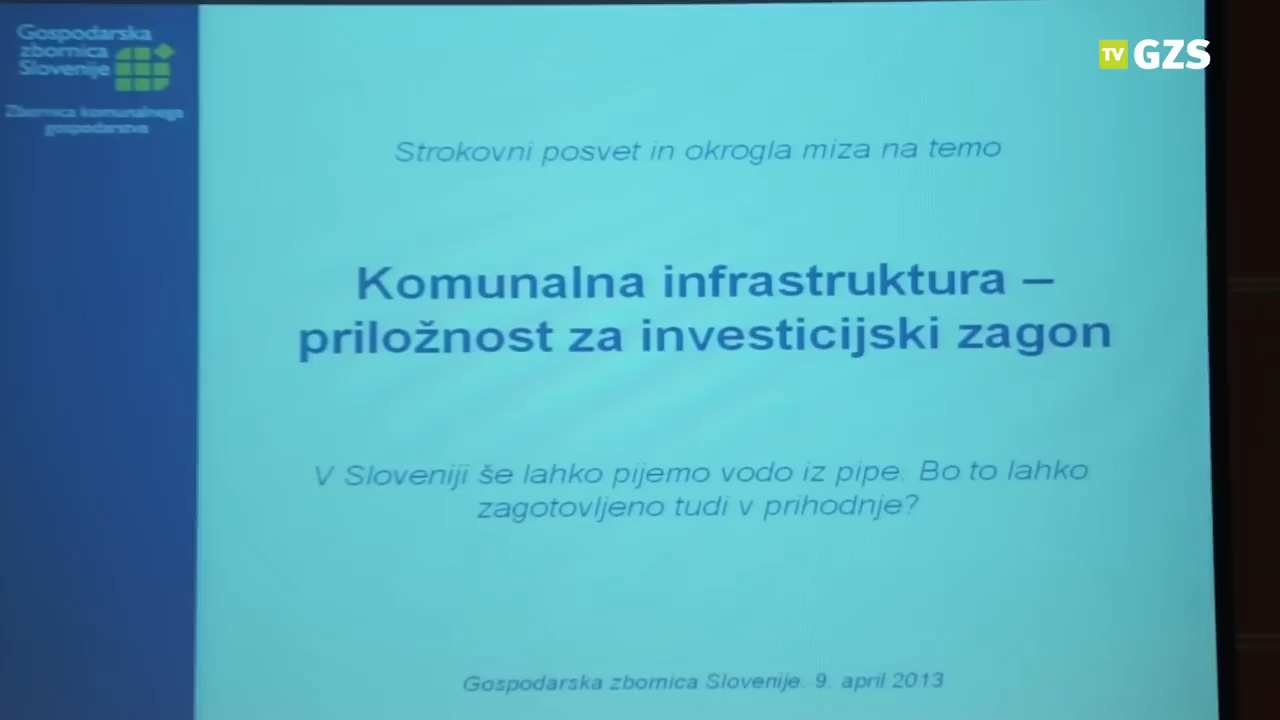 Gospodarska
zbornica
Slovenije
Zbornica komunalnega
gospodarstva
TV GZS
Strokovni posvet in okrogla miza na temo
Komunalna infrastruktura –
priložnost za investicijski zagon
V Sloveniji še lahko pijemo vodo iz pipe. Bo to lahko
zagotovljeno tudi v prihodnje?
Gospodarska zbornica Slovenije. 9. april 2013